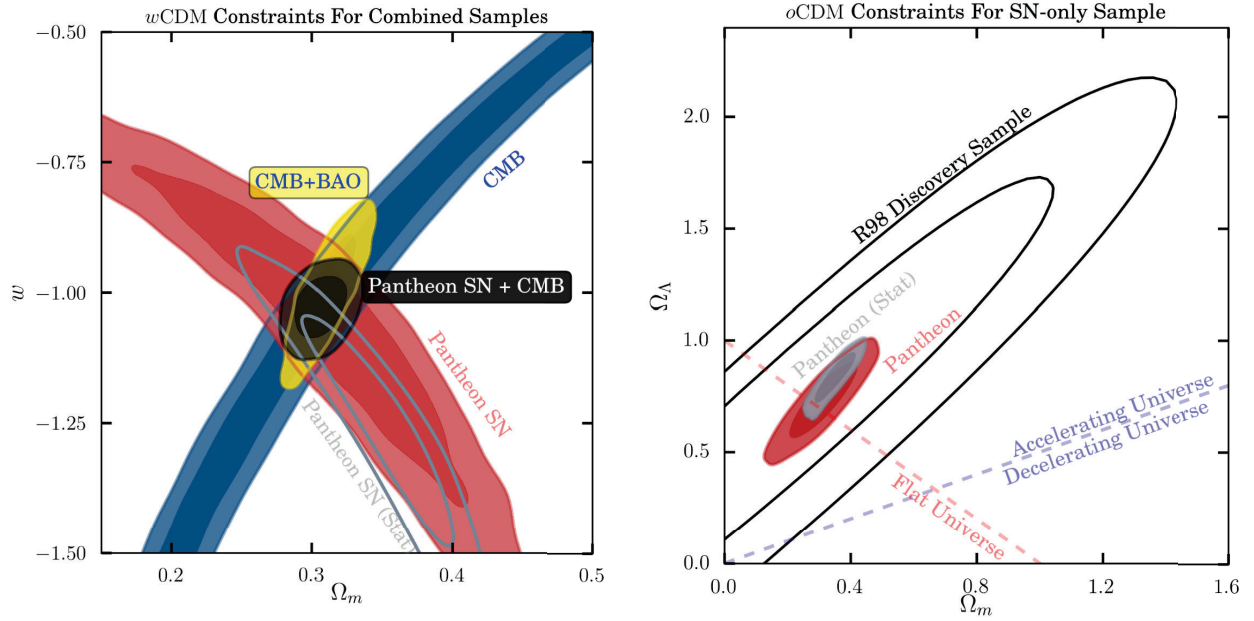 wCDM Constraints For Combined Samples
−0.50
−0.75
−1.00
−1.25
−1.50
w
CMB+BAO
CMB
Pantheon SN + CMB
Pantheon SN
Pantheon SN (Stat)
0.2
0.3
0.4
0.5
Ωm
oCDM Constraints For SN-only Sample
2.0
1.5
1.0
0.5
0.0
ΩΛ
R98 Discovery Sample
Pantheon (Stat)
Pantheon
Accelerating Universe
Decelerating Universe
Flat Universe
0.0
0.4
0.8
1.2
1.6
Ωm